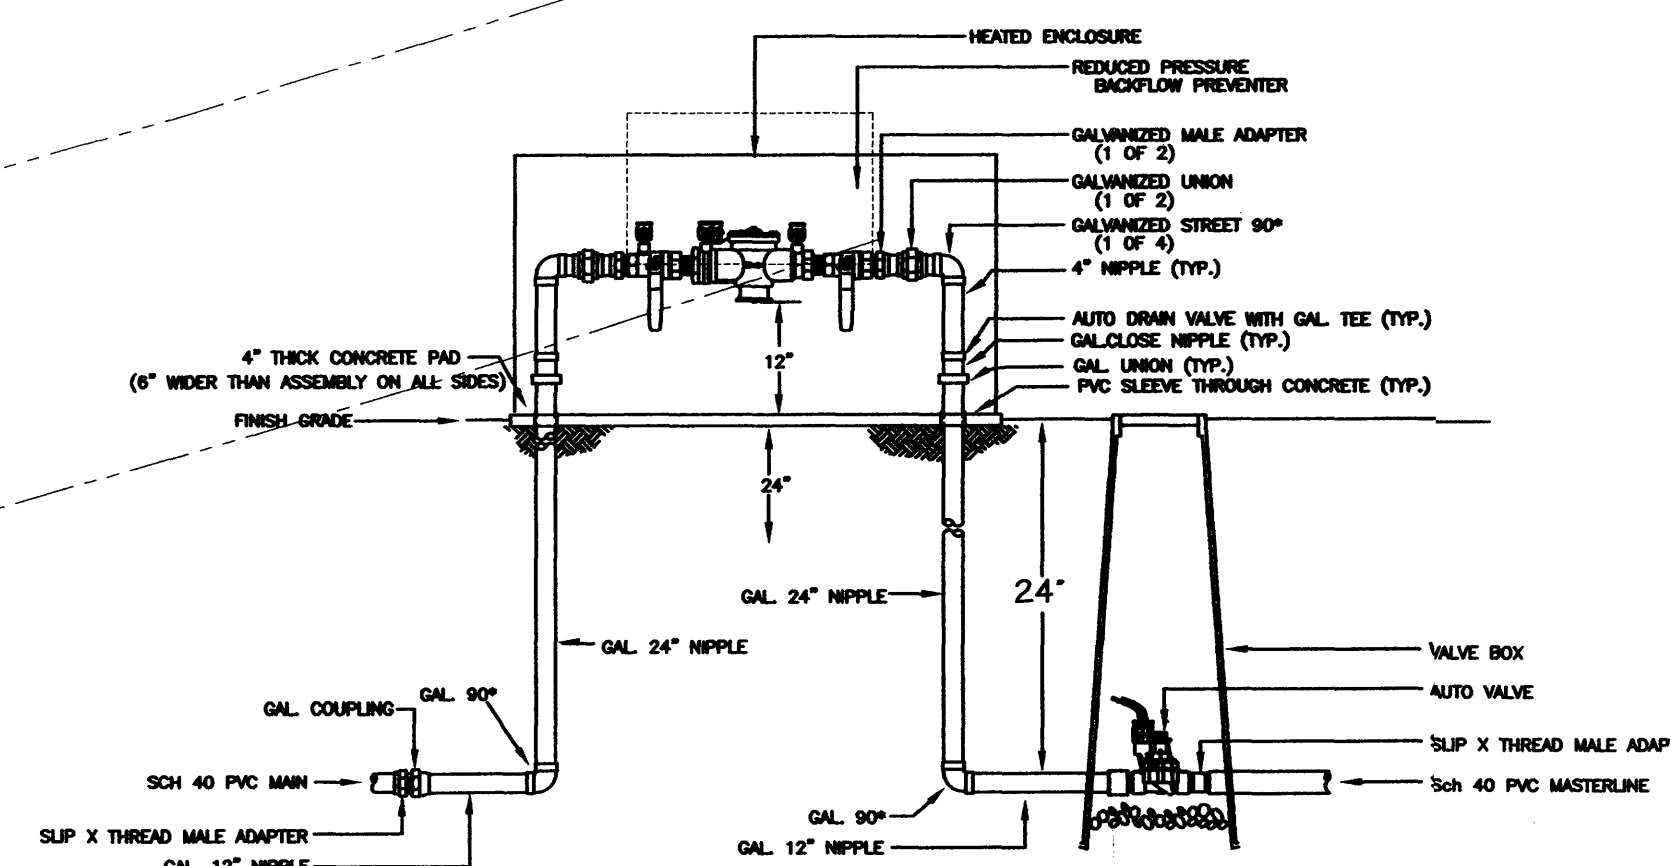 HEATED ENCLOSURE
REDUCED PRESSURE
BACKFLOW PREVENTER
GALVANIZED MALE ADAPTER
(1 OF 2)
GALVANIZED UNION
(1 OF 2)
GALVANIZED STREET 90°
(1 OF 4)
4" NIPPLE (TYP.)
AUTO DRAIN VALVE WITH GAL. TEE (TYP.)
GAL.CLOSE NIPPLE (TYP.)
GAL. UNION (TYP.)
PVC SLEEVE THROUGH CONCRETE (TYP.)
4" THICK CONCRETE PAD
(6" WIDER THAN ASSEMBLY ON ALL SIDES)
FINISH GRADE
12"
24"
24"
GAL. 24" NIPPLE
GAL. 24" NIPPLE
VALVE BOX
AUTO VALVE
SLIP X THREAD MALE ADAP
Sch 40 PVC MASTERLINE
GAL. 90°
GAL. COUPLING
SCH 40 PVC MAIN
SLIP X THREAD MALE ADAPTER
GAL. 12" NIPPLE
GAL. 90°
GAL. 12" NIPPLE